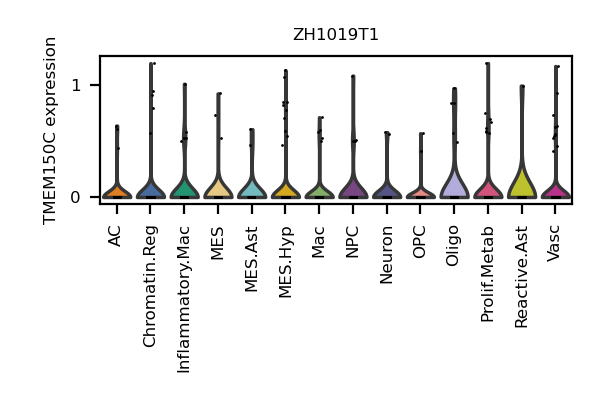 ZH1019T1
TMEM150C expression
1
0
AC
Chromatin.Reg
Inflammatory.Mac
MES
MES.Ast
MES.Hyp
Mac
NPC
Neuron
OPC
Oligo
Prolif.Metab
Reactive.Ast
Vasc